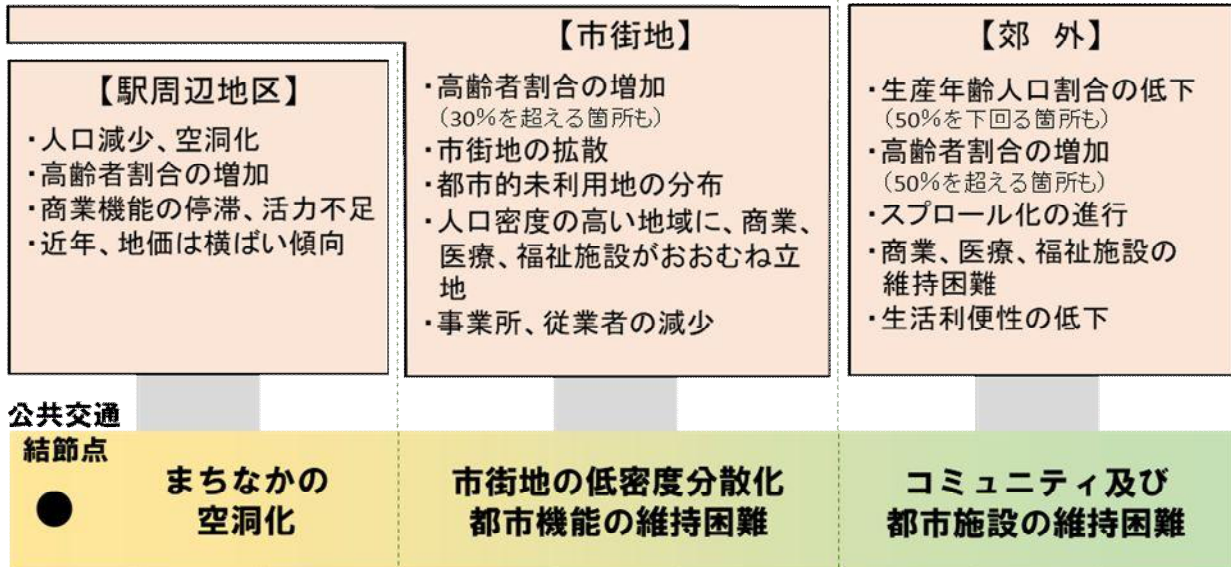 【駅周辺地区】
・人口減少、空洞化
・高齢者割合の増加
・商業機能の停滞、活力不足
・近年、地価は横ばい傾向
【市街地】
・高齢者割合の増加
(30%を超える箇所も)
・市街地の拡散
・都市的未利用地の分布
・人口密度の高い地域に、商業、
医療、福祉施設がおおむね立
地
・事業所、従業者の減少
【郊 外】
・生産年齢人口割合の低下
(50%を下回る箇所も)
・高齢者割合の増加
(50%を超える箇所も)
・スプロール化の進行
・商業、医療、福祉施設の
維持困難
・生活利便性の低下
公共交通
結節点
まちなかの
空洞化
市街地の低密度分散化
都市機能の維持困難
コミュニティ及び
都市施設の維持困難